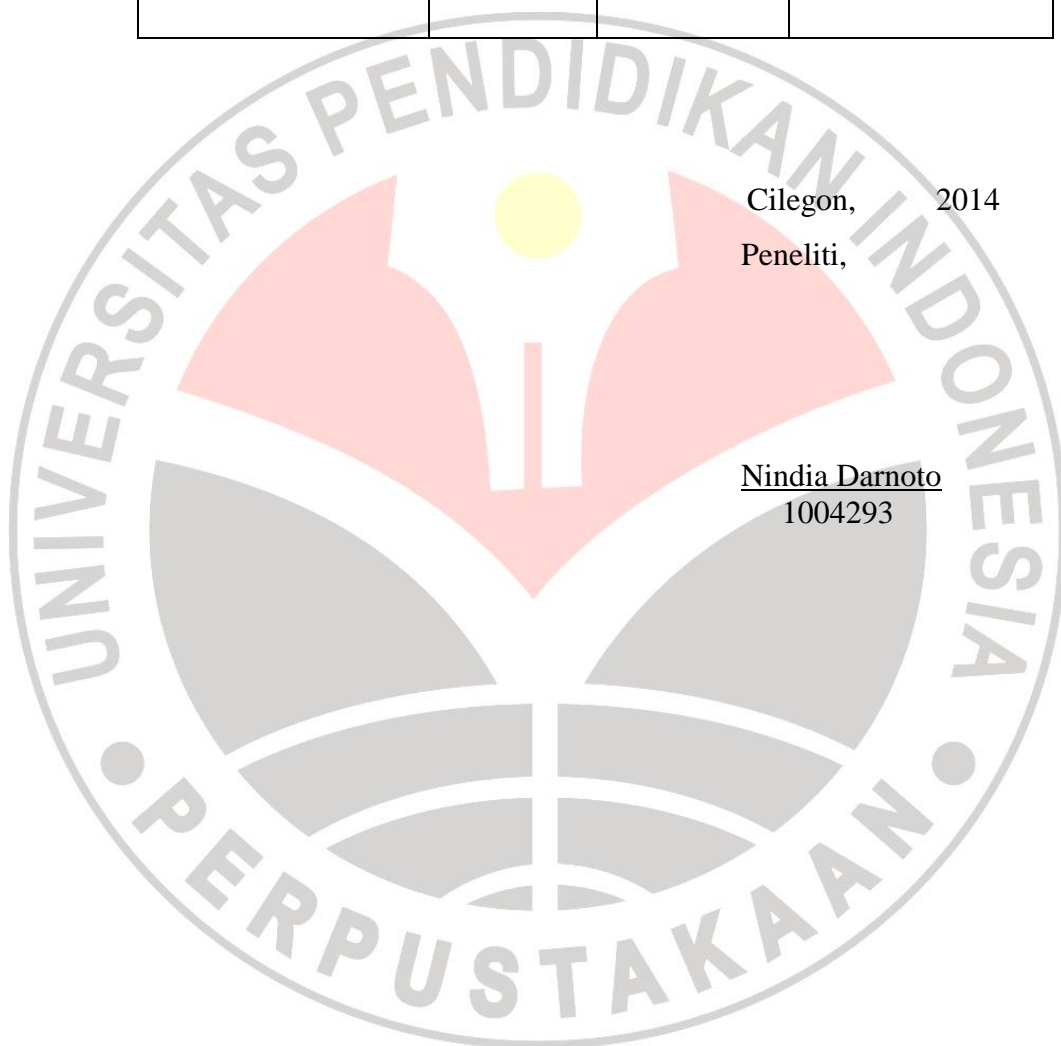 UNIVERSITAS PENDIDIKAN INDONESIA
Cilegon, 2014
Peneliti,
Nindia Darnoto
1004293
PERPUSTAKAAN